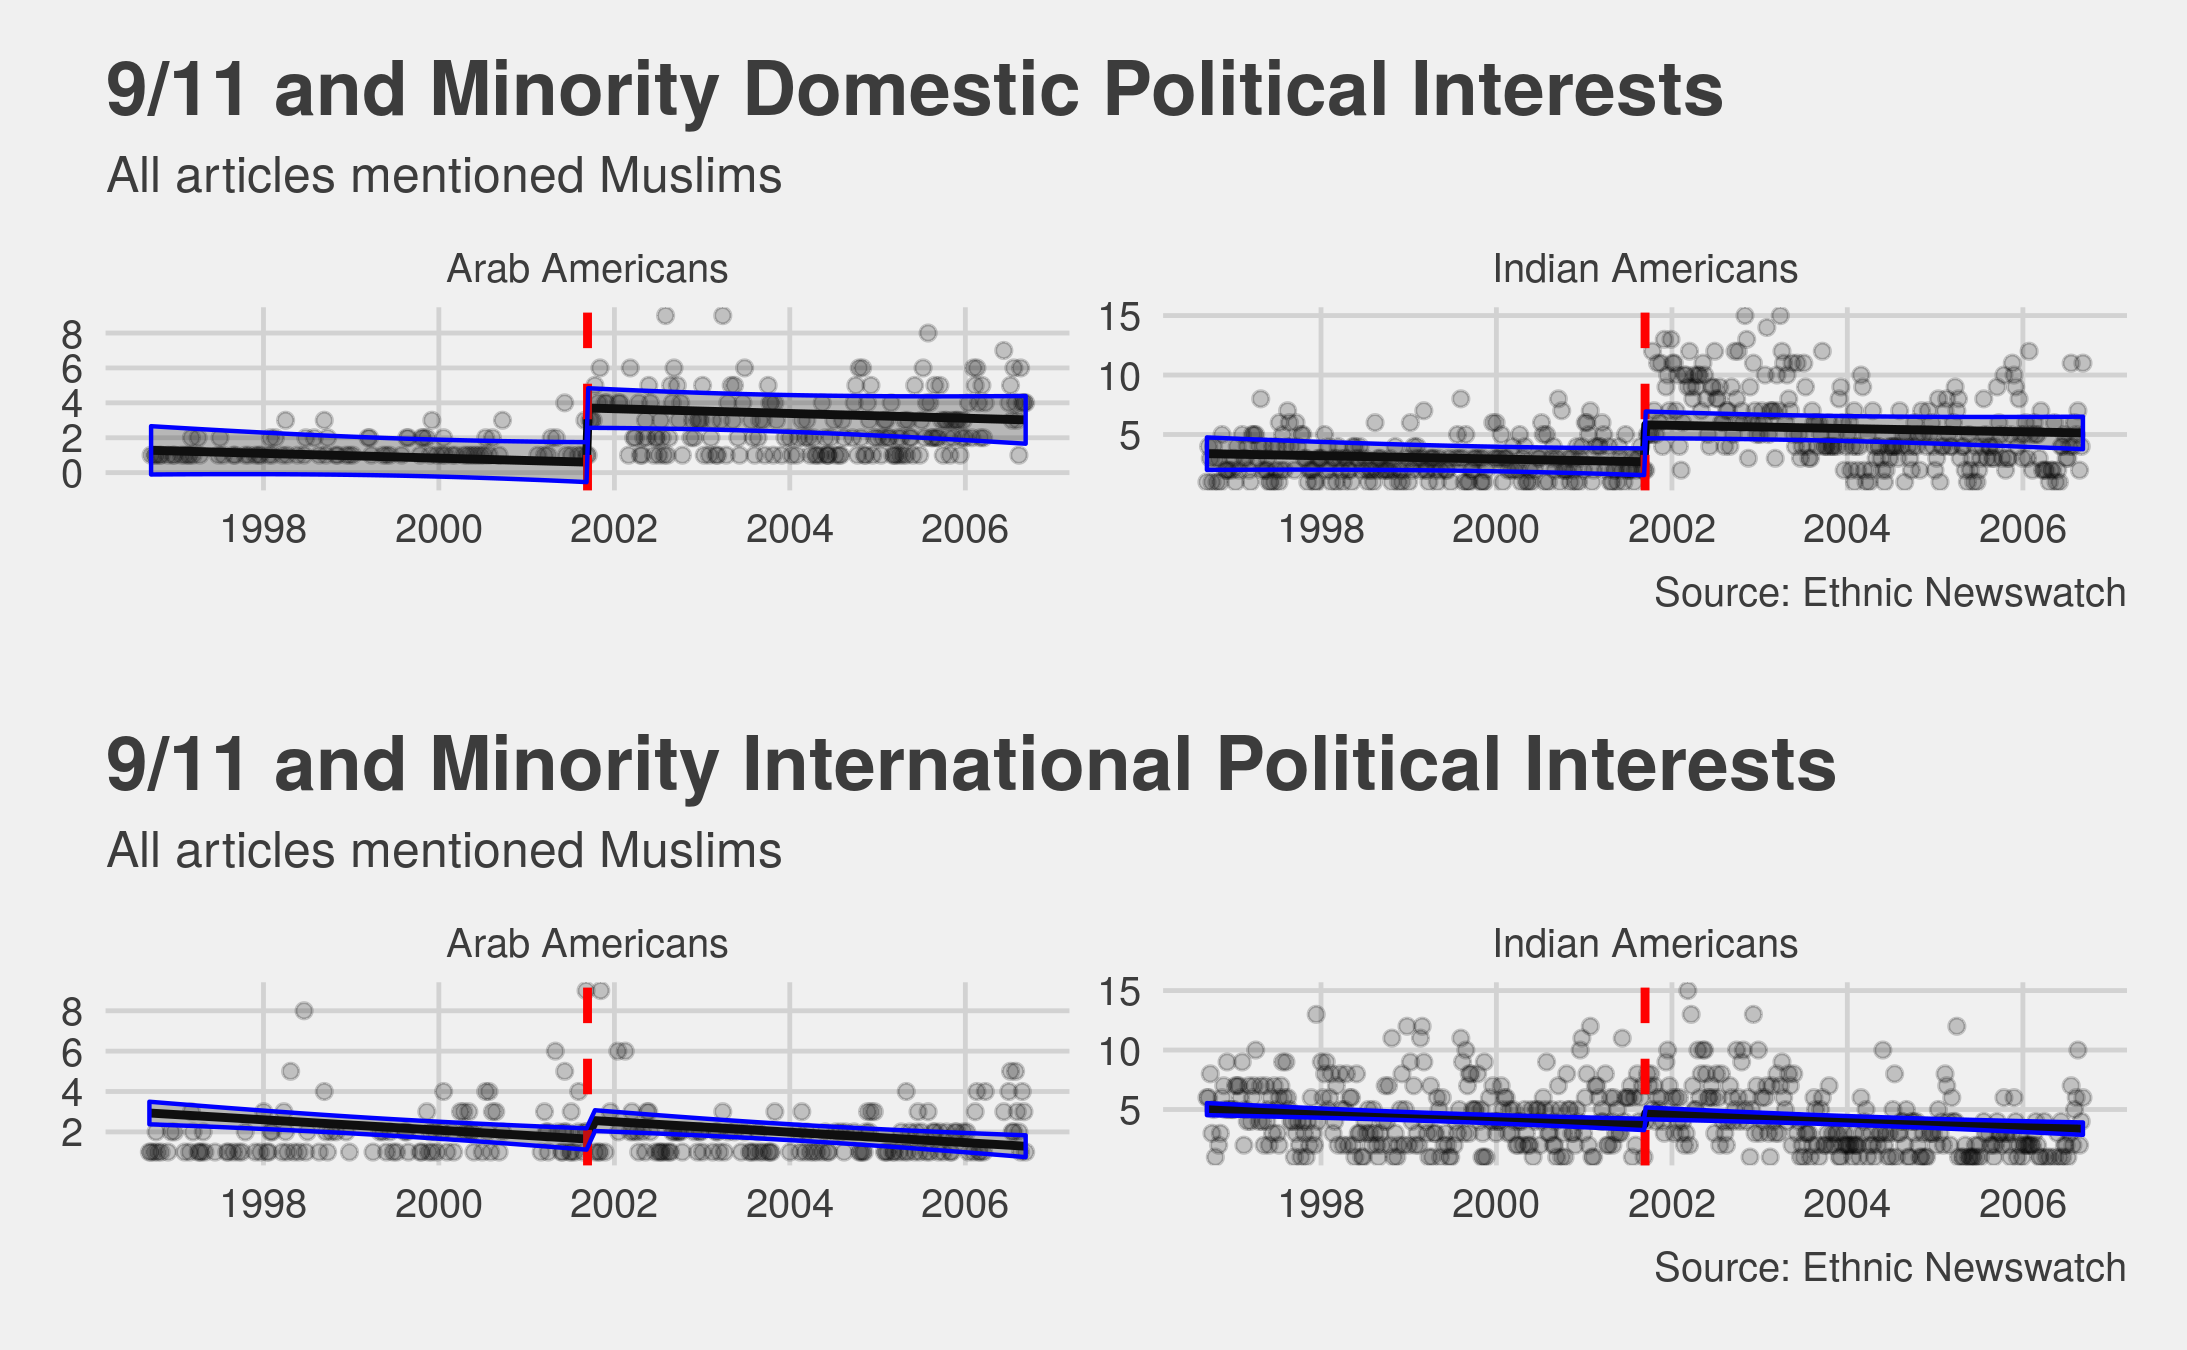 9/11 and Minority Domestic Political Interests
All articles mentioned Muslims
Arab Americans
Indian Americans
8
6
4
2
0
15
10
5
1998 2000 2002 2004 2006
1998 2000 2002 2004 2006
Source: Ethnic Newswatch
9/11 and Minority International Political Interests
All articles mentioned Muslims
Arab Americans
Indian Americans
8
6
4
2
15
10
5
1998 2000 2002 2004 2006
1998 2000 2002 2004 2006
Source: Ethnic Newswatch